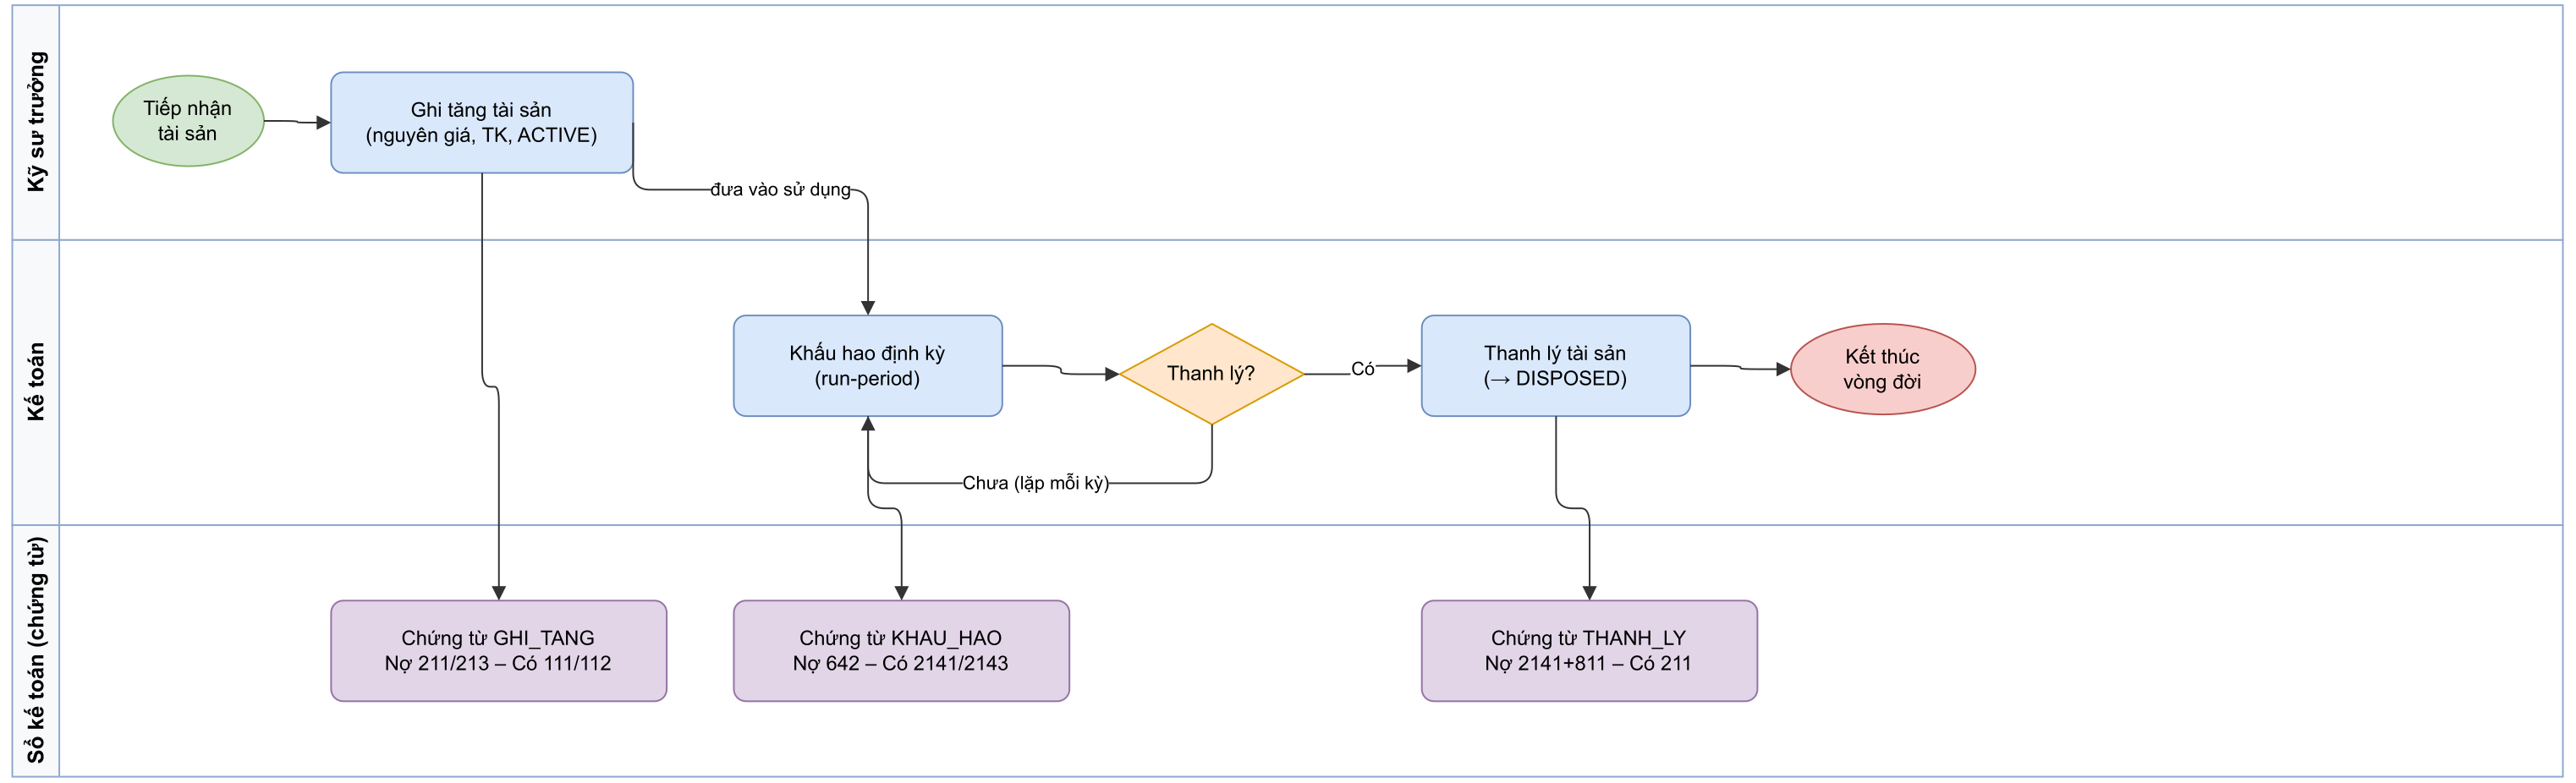 Kỹ sư trưởng
Tiếp nhận
tài sản
Ghi tăng tài sản
(nguyên giá, TK, ACTIVE)
đưa vào sử dụng
Kế toán
Khấu hao định kỳ
(run-period)
Thanh lý?
Có
Thanh lý tài sản
(→ DISPOSED)
Kết thúc
vòng đời
Chưa (lặp mỗi kỳ)
Sổ kế toán (chứng từ)
Chứng từ GHI_TANG
Nợ 211/213 – Có 111/112
Chứng từ KHAU_HAO
Nợ 642 – Có 2141/2143
Chứng từ THANH_LY
Nợ 2141+811 – Có 211